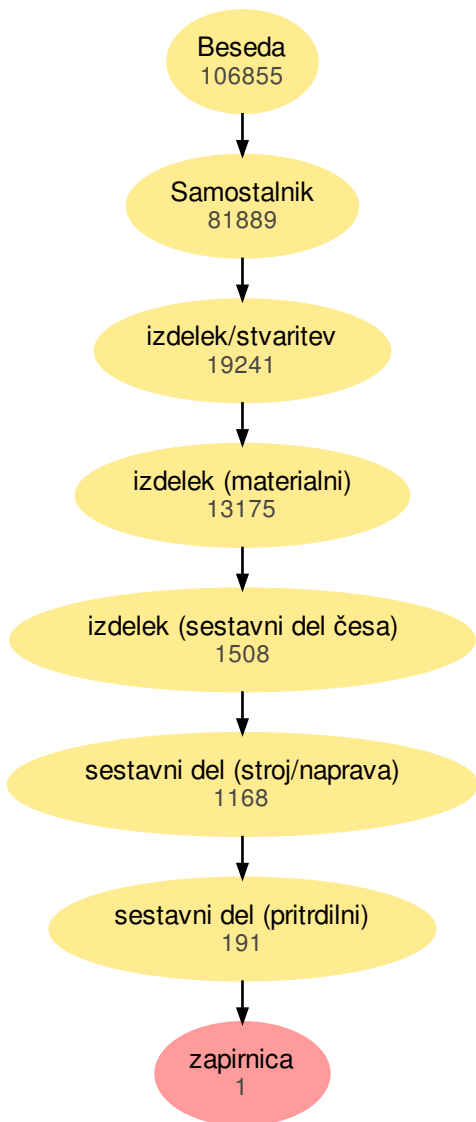 Beseda
106855
Samostalnik
81889
izdelek/stvaritev
19241
izdelek (materialni)
13175
izdelek (sestavni del česa)
1508
sestavni del (stroj/naprava)
1168
sestavni del (pritrdilni)
191
zapirnica
1